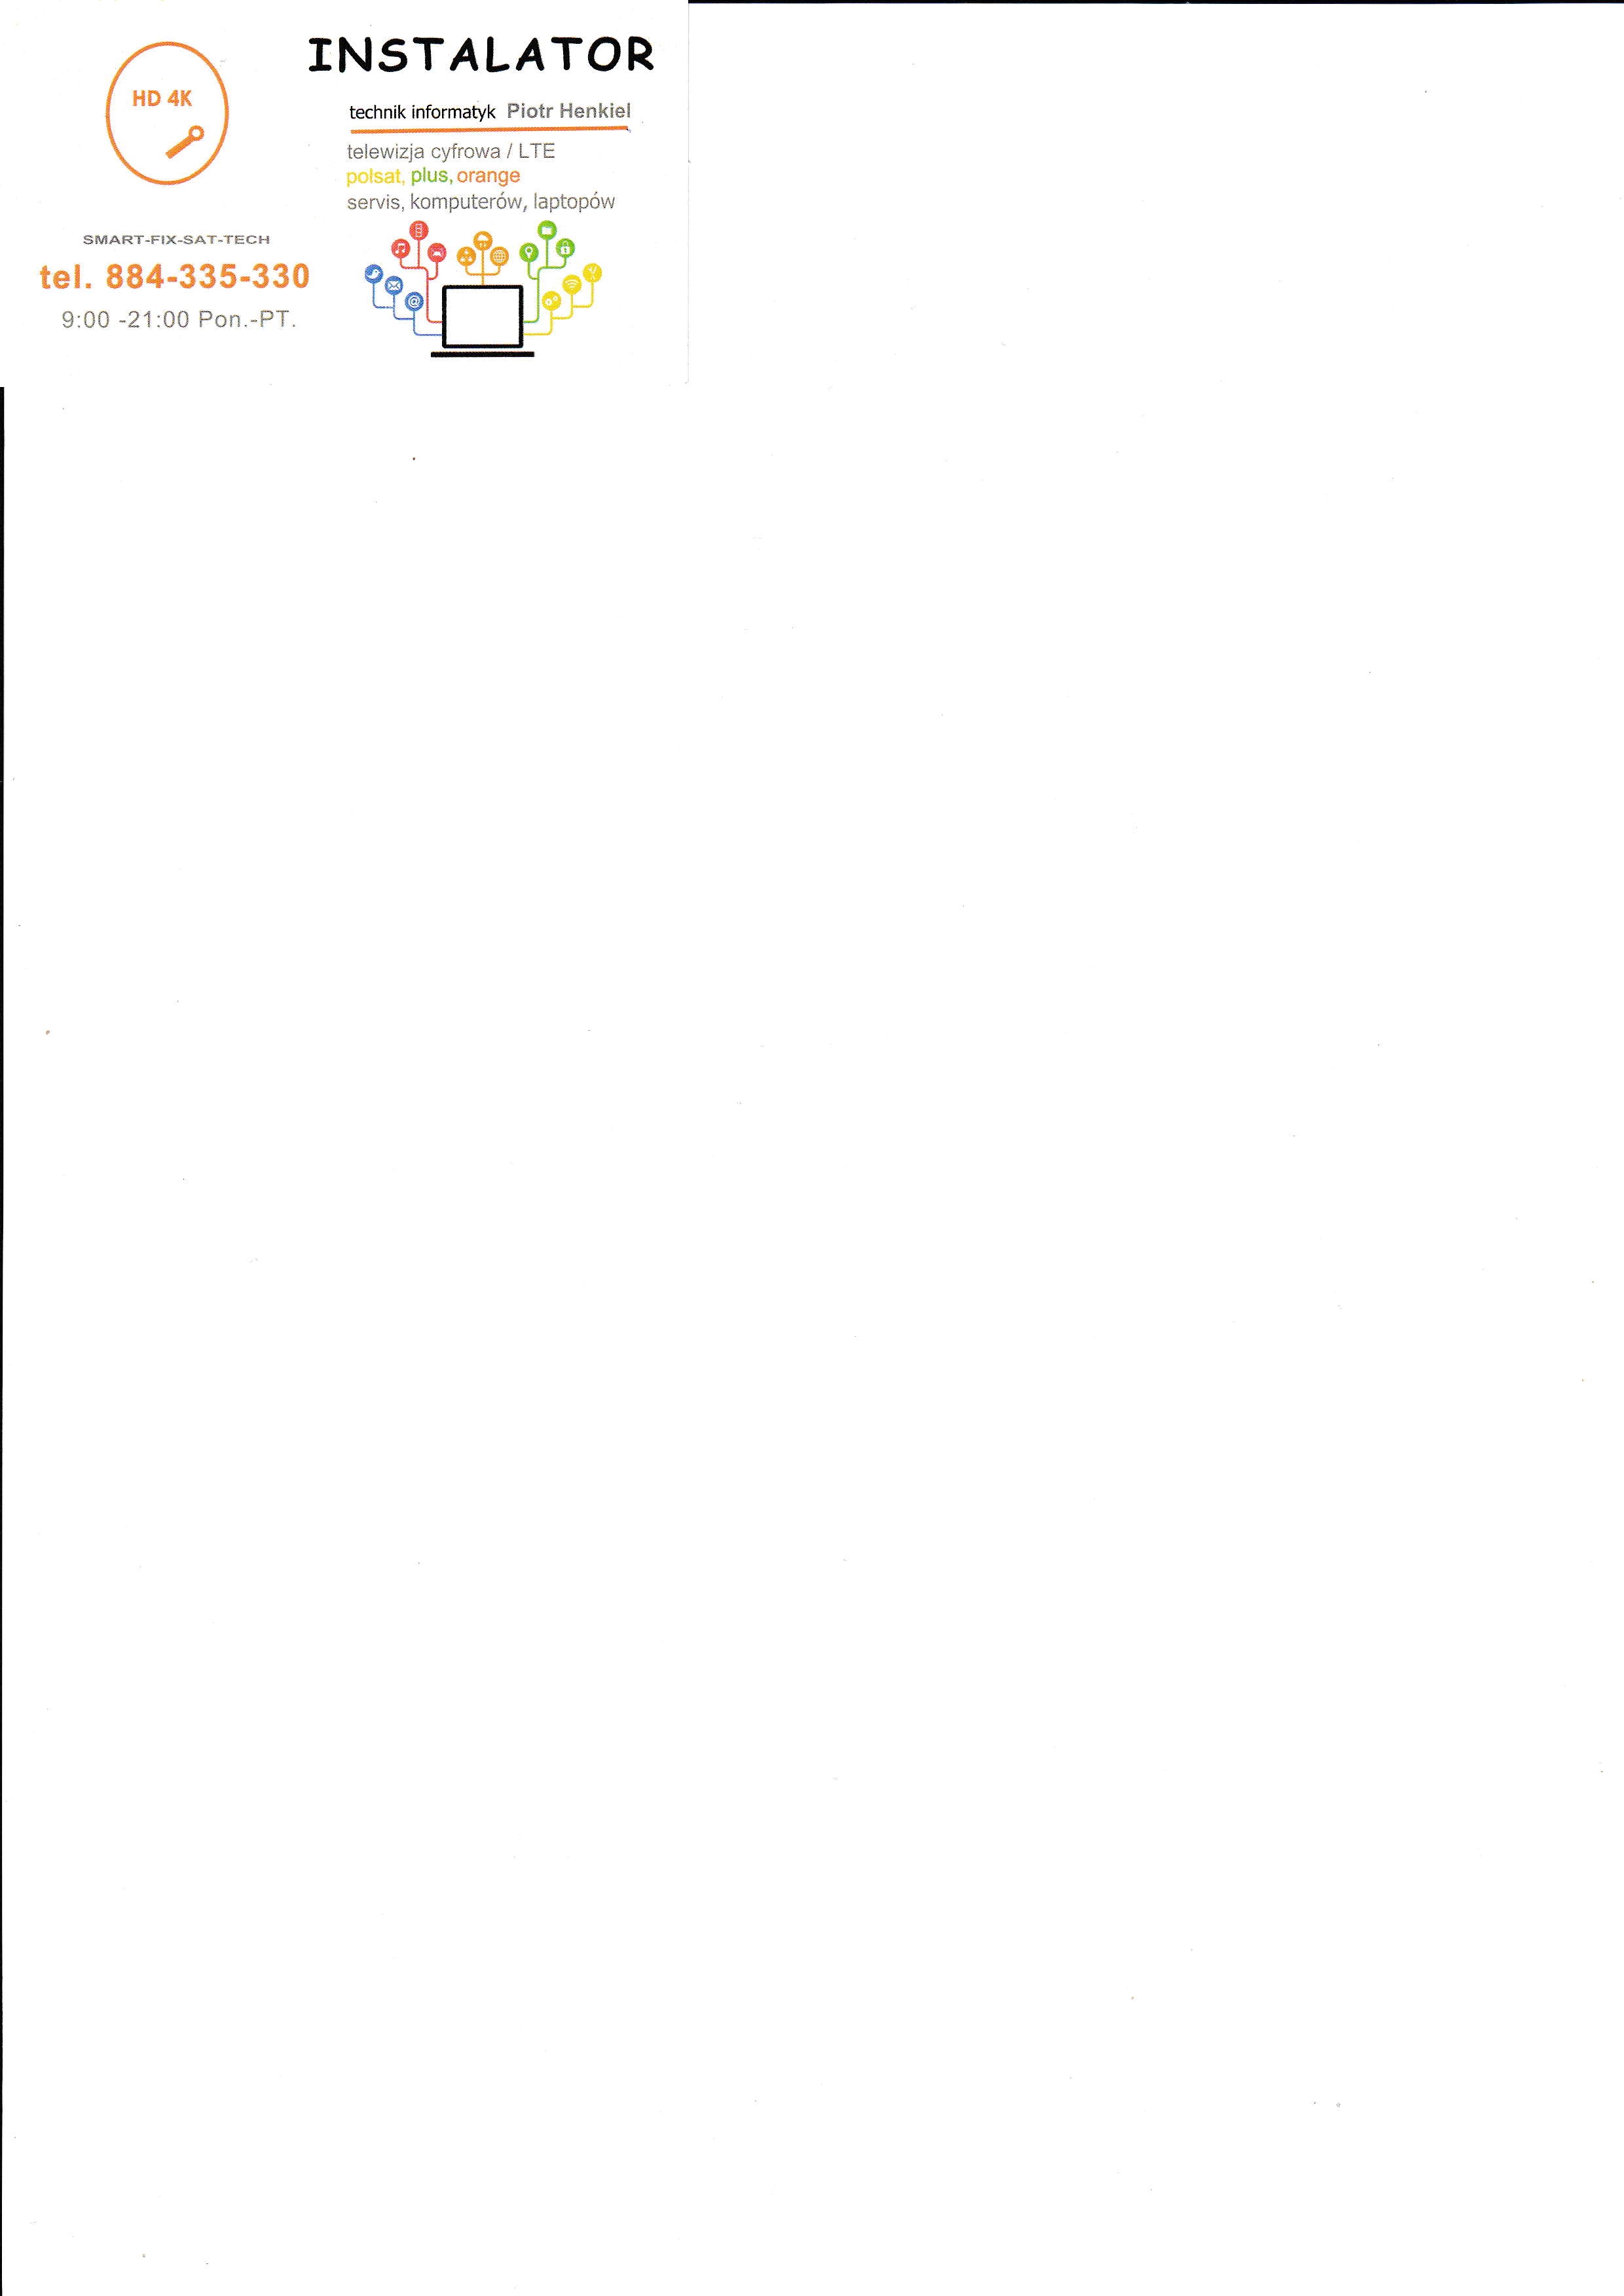 INSTALATOR
HD 4K
technik informatyk Piotr Henkiel
telewizja cyfrowa / LTE
polsat, plus, orange
servis, komputerów, laptopów
SMART-FIX-SAT-TECH
tel. 884-335-330
9:00 -21:00 Pon.-PT.
@